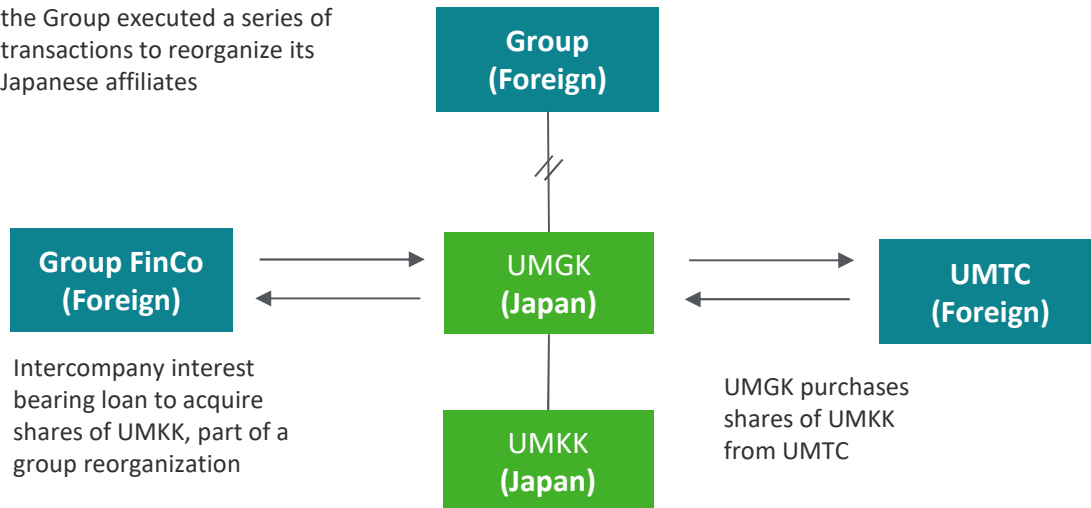 the Group executed a series of
transactions to reorganize its
Japanese affiliates
Group
(Foreign)
Group FinCo
(Foreign)
UMGK
(Japan)
UMTC
(Foreign)
Intercompany interest
bearing loan to acquire
shares of UMKK, part of a
group reorganization
UMGK purchases
shares of UMKK
from UMTC
UMKK
(Japan)